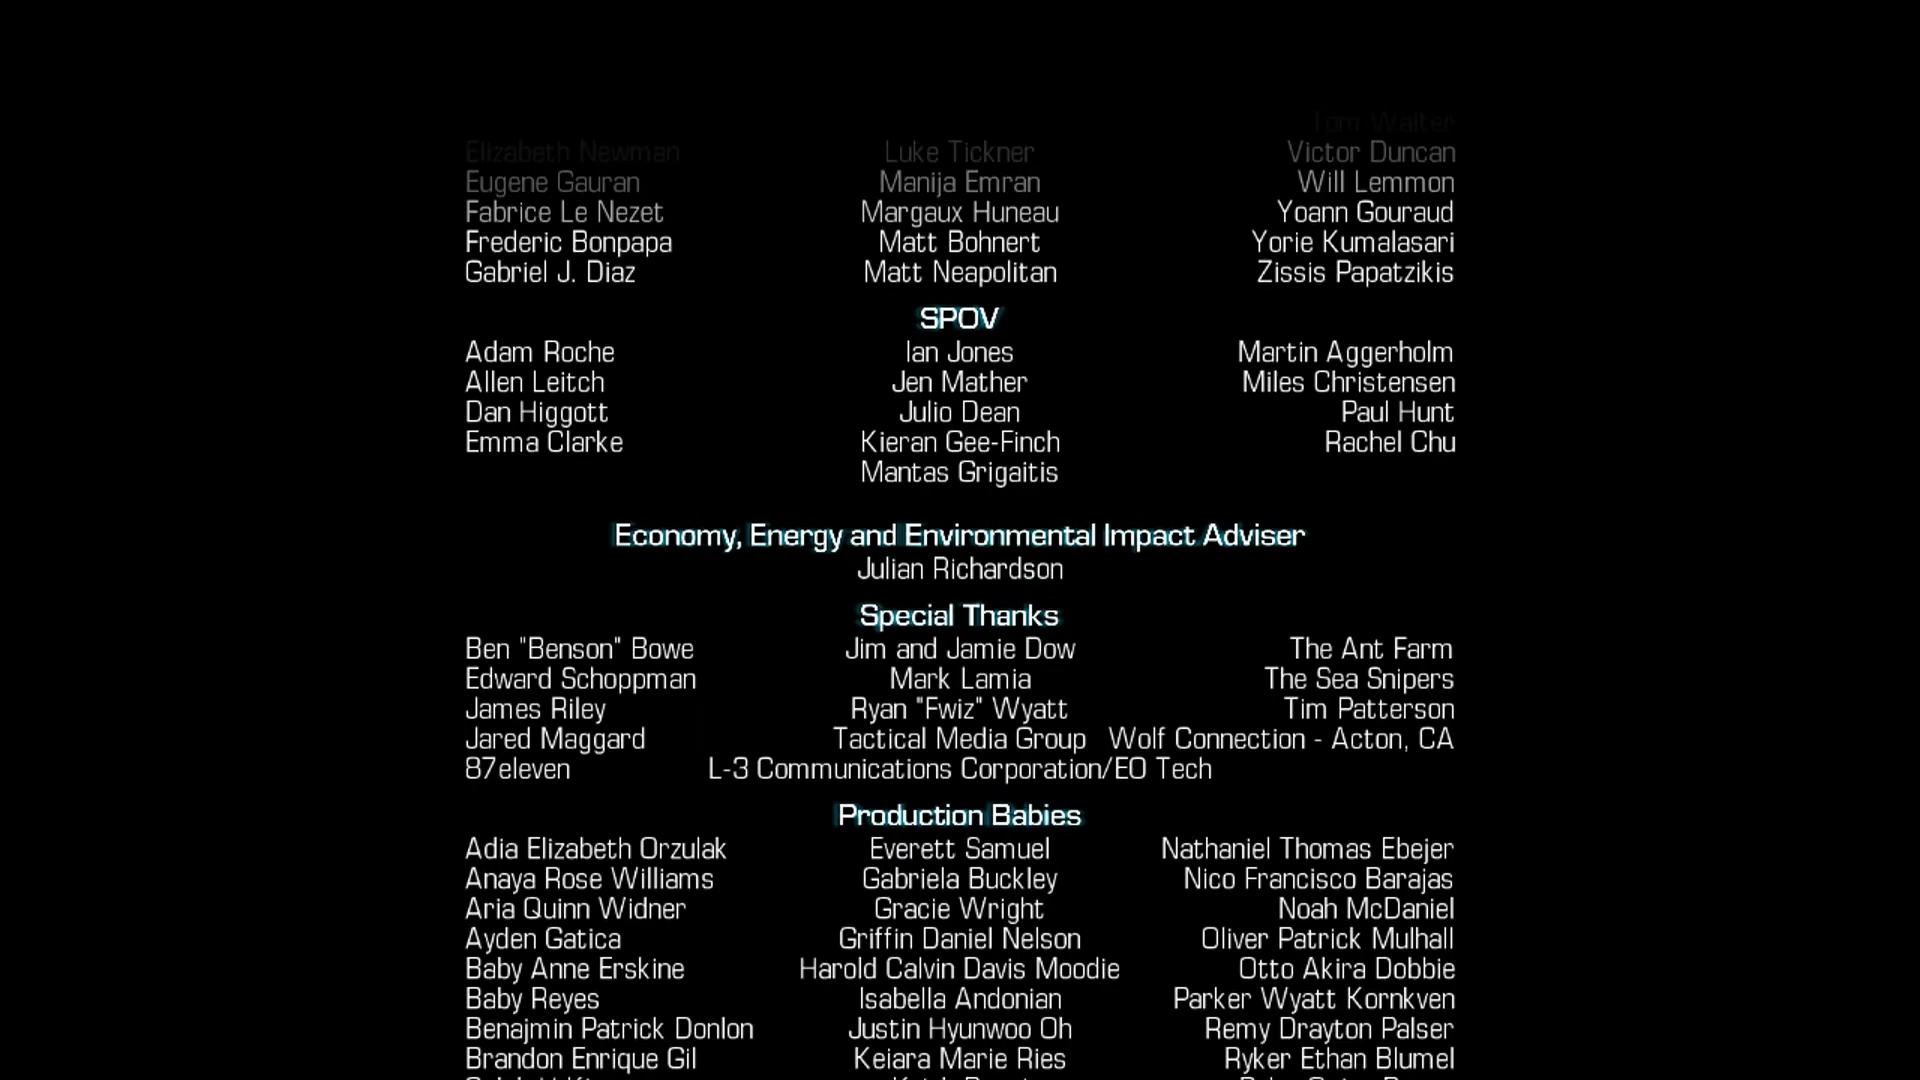 Tom Walter
Elizabeth Newman Luke Tickner Victor Duncan
Eugene Gauran Manija Emran Will Lemmon
Fabrice Le Nezet Margaux Huneau Yoann Gouraud
Frederic Bonpapa Matt Bohnert Yorie Kumalasari
Gabriel J. Diaz Matt Neapolitan Zissis Papatzikis
SPOV
Adam Roche Ian Jones Martin Aggerholm
Allen Leitch Jen Mather Miles Christensen
Dan Higgott Julio Dean Paul Hunt
Emma Clarke Kieran Gee-Finch Rachel Chu
Mantas Grigaitis
Economy, Energy and Environmental Impact Adviser
Julian Richardson
Special Thanks
Ben "Benson" Bowe Jim and Jamie Dow The Ant Farm
Edward Schoppman Mark Lamia The Sea Snipers
James Riley Ryan "Fwiz" Wyatt Tim Patterson
Jared Maggard Tactical Media Group Wolf Connection - Acton, CA
87eleven L-3 Communications Corporation/EO Tech
Production Babies
Adia Elizabeth Orzulak Everett Samuel Nathaniel Thomas Ebejer
Anaya Rose Williams Gabriela Buckley Nico Francisco Barajas
Aria Quinn Widner Gracie Wright Noah McDaniel
Ayden Gatica Griffin Daniel Nelson Oliver Patrick Mulhall
Baby Anne Erskine Harold Calvin Davis Moodie Otto Akira Dobbie
Baby Reyes Isabella Andonian Parker Wyatt Kornkven
Benajmin Patrick Donlon Justin Hyunwoo Oh Remy Drayton Palser
Brandon Enrique Gil Keiara Marie Ries Ryker Ethan Blumel